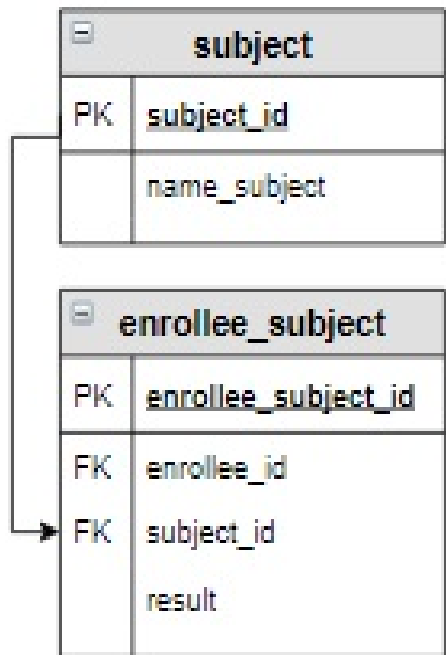 subject
PK subject_id
name_subject
enrollee_subject
PK enrollee_subject_id
FK enrollee_id
FK subject_id
result